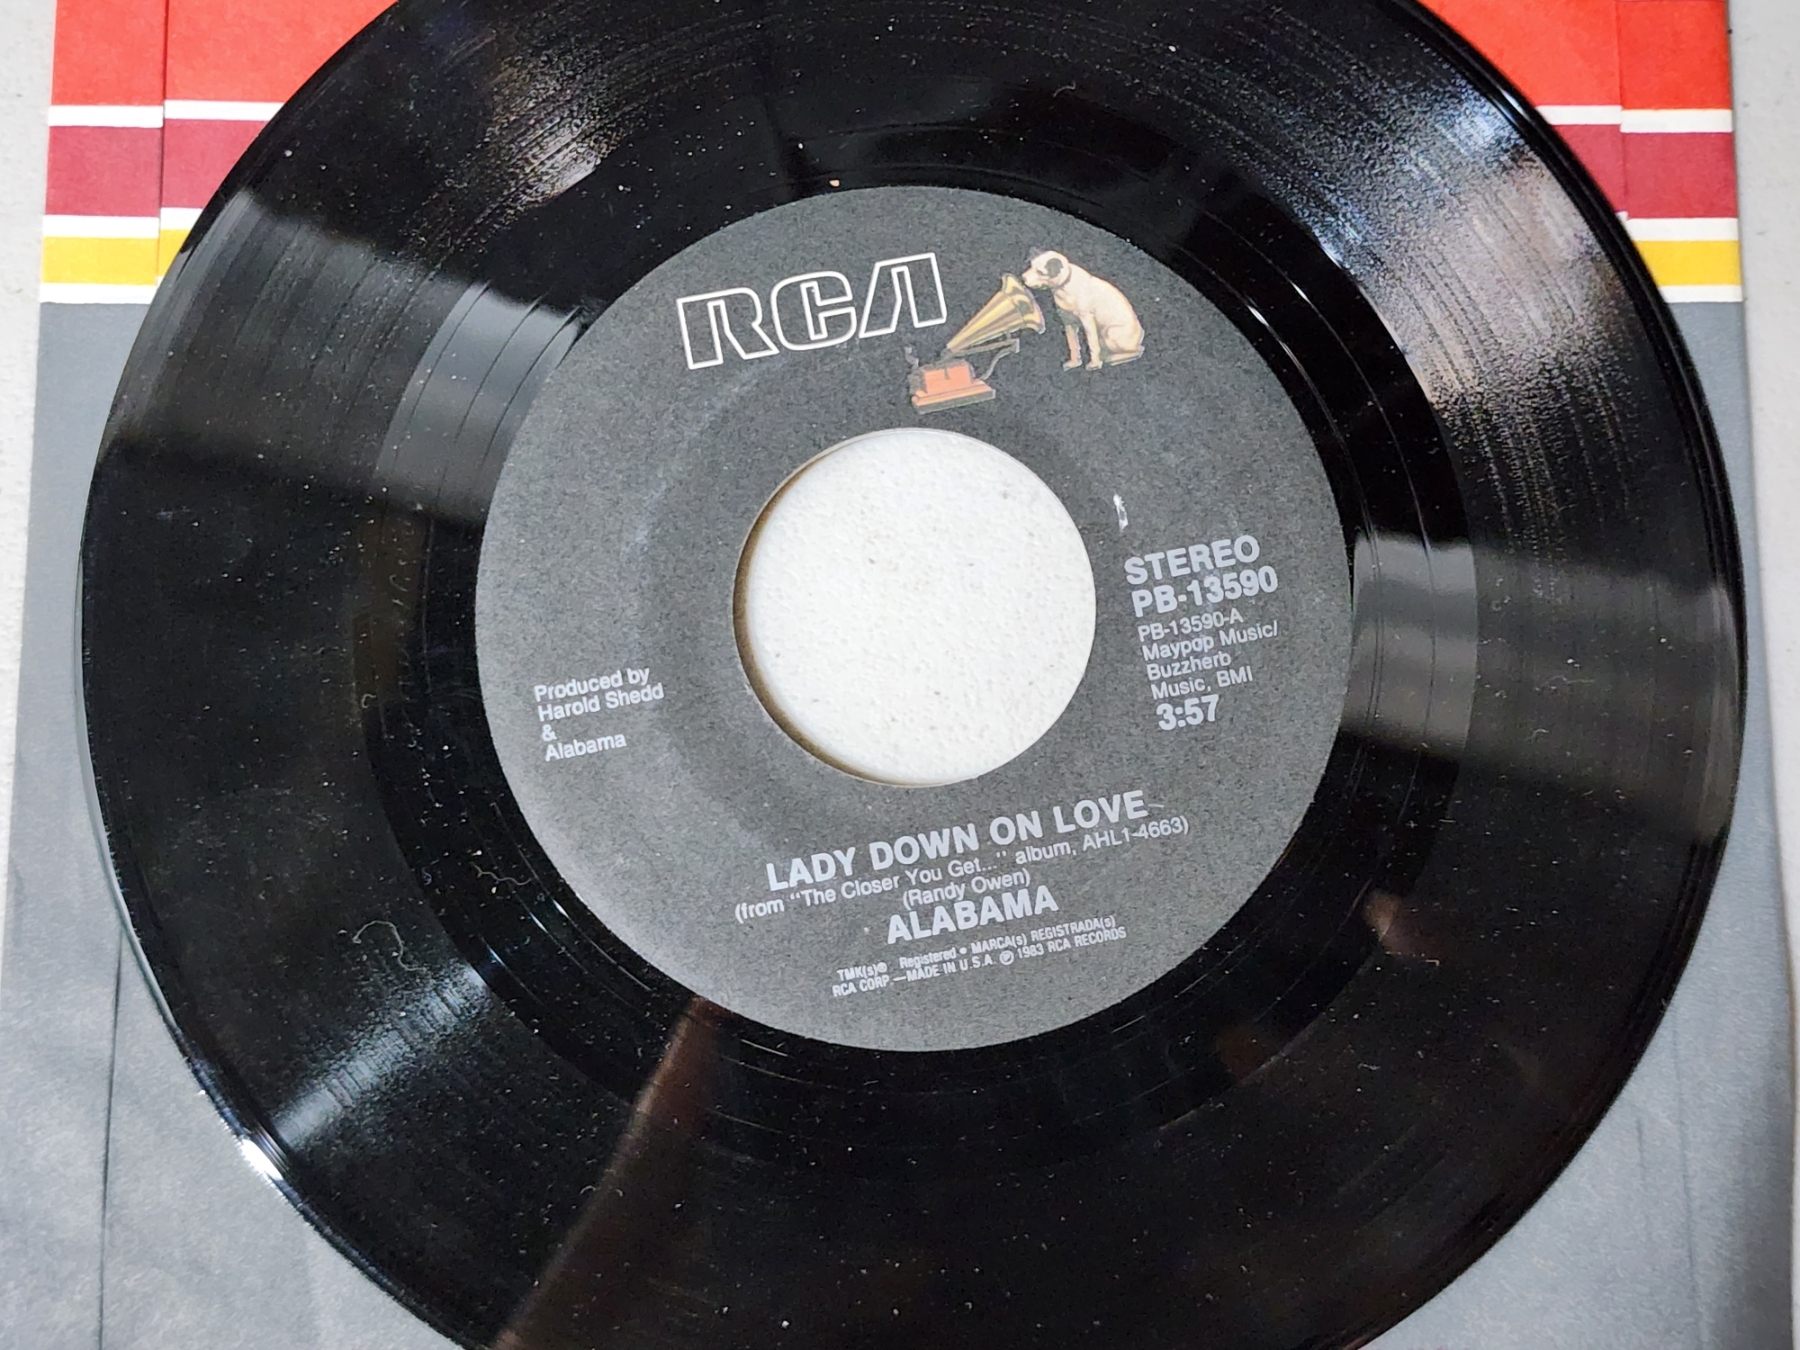 RCA
STEREO
PB-13590
PB-13590-A
Maypop Music/
Buzzherb
Music, BMI
3:57
Produced by
Harold Shedd
&
Alabama
LADY DOWN ON LOVE
(from "The Closer You Get..." album, AHL1-4663)
(Randy Owen)
ALABAMA
TMK(s)® Registered • MARCA(s) REGISTRADA(s)
RCA CORP.—MADE IN U.S.A. ℗ 1983 RCA RECORDS